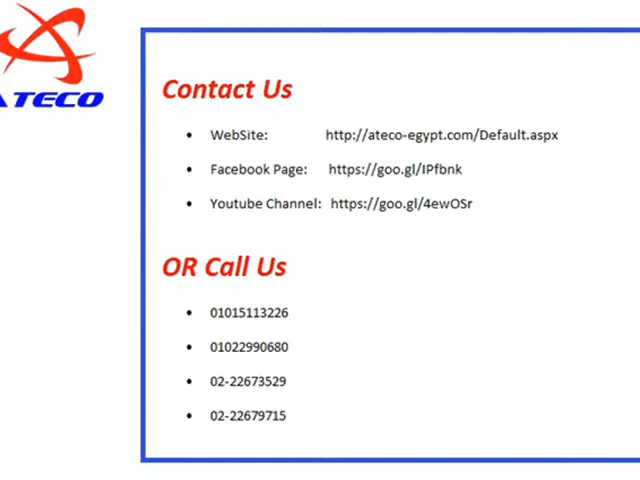 ATECO
Contact Us
• WebSite: http://ateco-egypt.com/Default.aspx
• Facebook Page: https://goo.gl/IPfbnk
• Youtube Channel: https://goo.gl/4ewOSr
OR Call Us
• 01015113226
• 01022990680
• 02-22673529
• 02-22679715